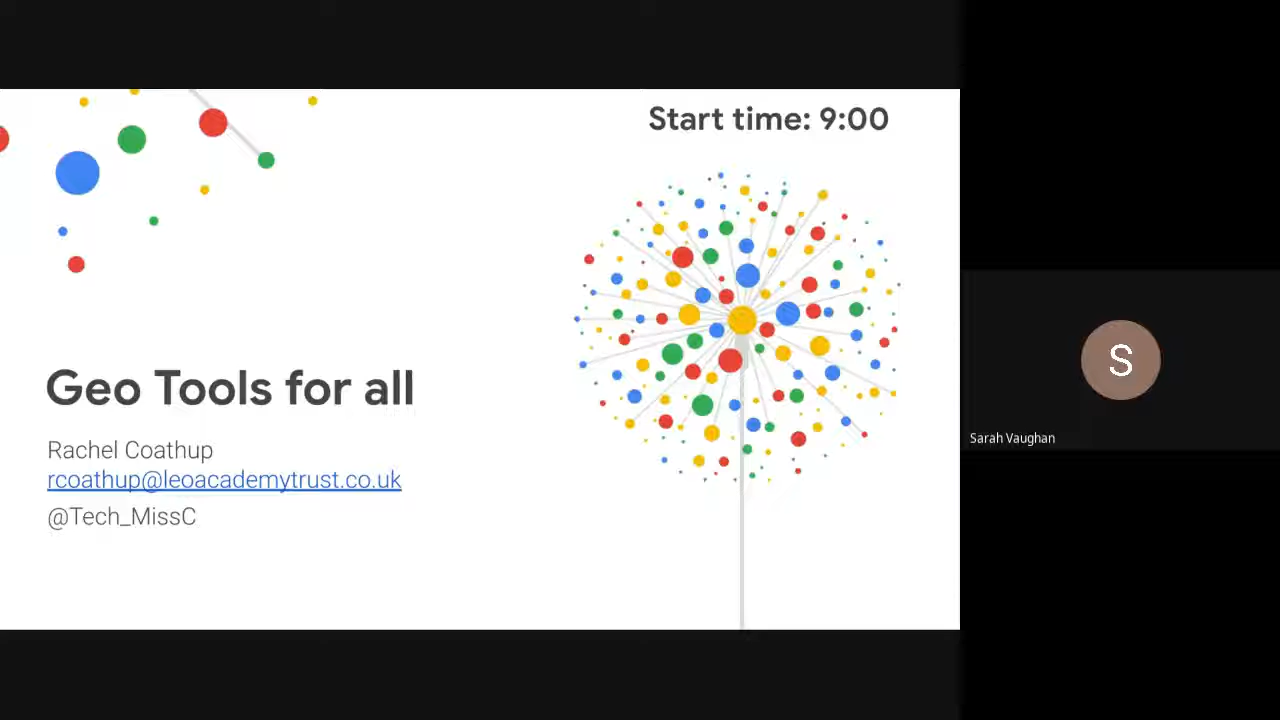 Start time: 9:00
Geo Tools for all
Rachel Coathup
rcoathup@leoacademytrust.co.uk
@Tech_MissC
S
Sarah Vaughan